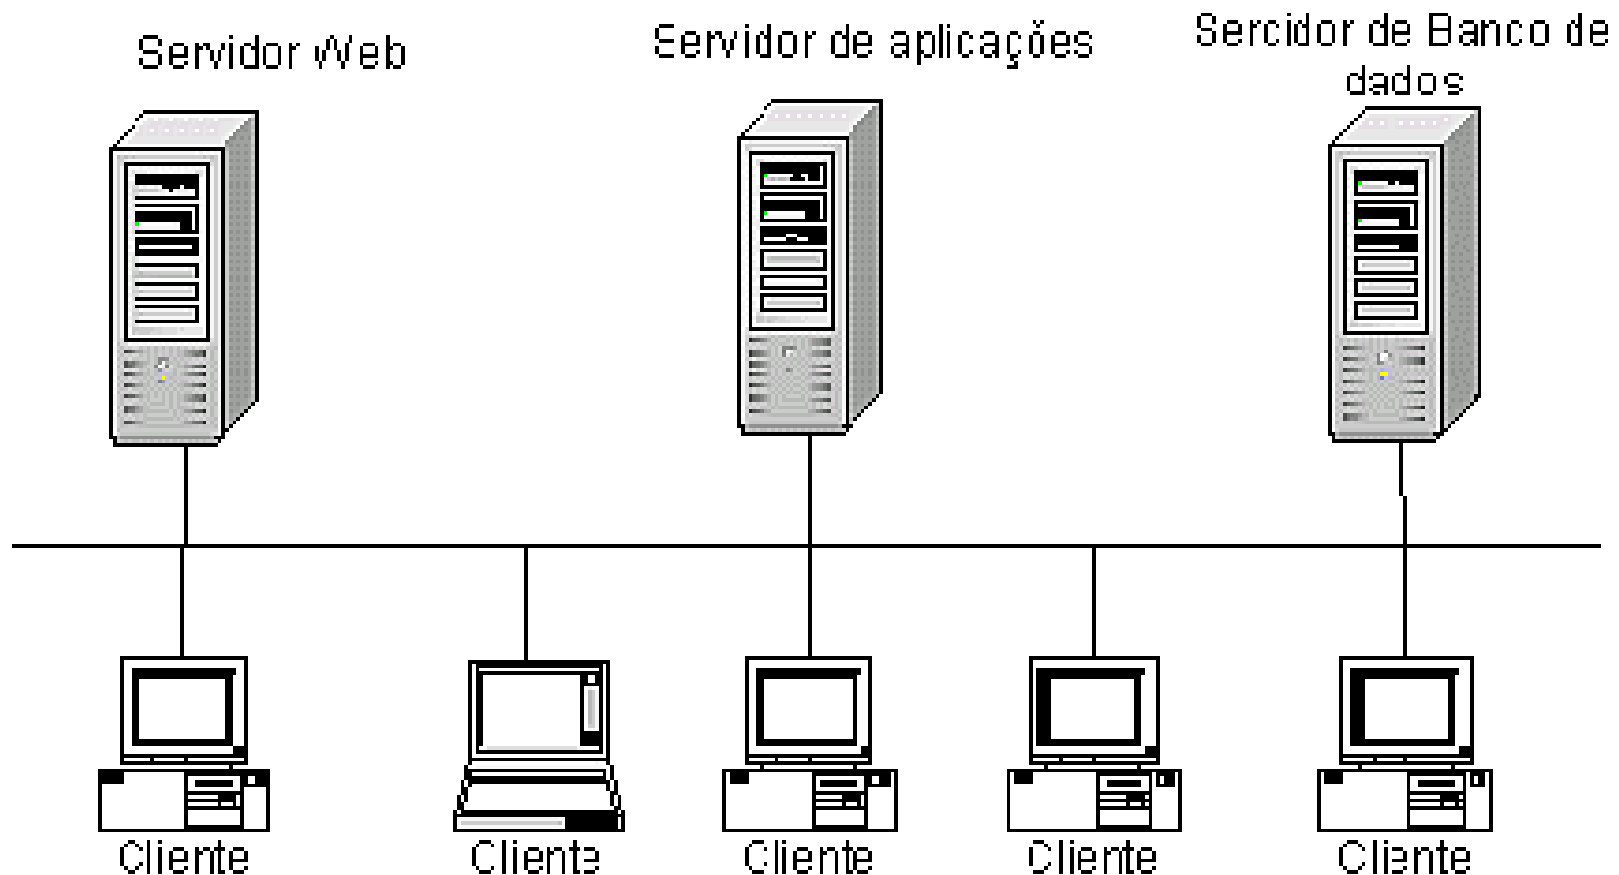 Servidor Web
Servidor de aplicações
Sercidor de Banco de
dados
Cliente
Cliente
Cliente
Cliente
Cliente